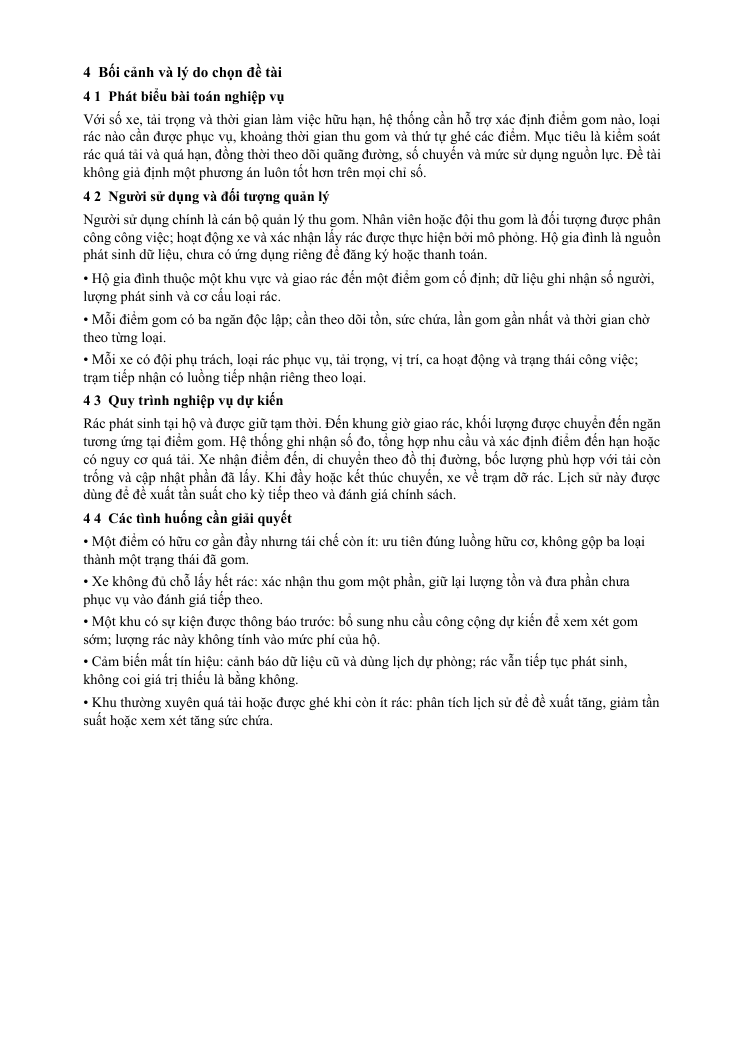 4 Bối cảnh và lý do chọn đề tài
4 1 Phát biểu bài toán nghiệp vụ
Với số xe, tải trọng và thời gian làm việc hữu hạn, hệ thống cần hỗ trợ xác định điểm gom nào, loại
rác nào cần được phục vụ, khoảng thời gian thu gom và thứ tự ghé các điểm. Mục tiêu là kiểm soát
rác quá tải và quá hạn, đồng thời theo dõi quãng đường, số chuyến và mức sử dụng nguồn lực. Đề tài
không giả định một phương án luôn tốt hơn trên mọi chỉ số.
4 2 Người sử dụng và đối tượng quản lý
Người sử dụng chính là cán bộ quản lý thu gom. Nhân viên hoặc đội thu gom là đối tượng được phân
công công việc; hoạt động xe và xác nhận lấy rác được thực hiện bởi mô phỏng. Hộ gia đình là nguồn
phát sinh dữ liệu, chưa có ứng dụng riêng để đăng ký hoặc thanh toán.
• Hộ gia đình thuộc một khu vực và giao rác đến một điểm gom cố định; dữ liệu ghi nhận số người,
lượng phát sinh và cơ cấu loại rác.
• Mỗi điểm gom có ba ngăn độc lập; cần theo dõi tồn, sức chứa, lần gom gần nhất và thời gian chờ
theo từng loại.
• Mỗi xe có đội phụ trách, loại rác phục vụ, tải trọng, vị trí, ca hoạt động và trạng thái công việc;
trạm tiếp nhận có luồng tiếp nhận riêng theo loại.
4 3 Quy trình nghiệp vụ dự kiến
Rác phát sinh tại hộ và được giữ tạm thời. Đến khung giờ giao rác, khối lượng được chuyển đến ngăn
tương ứng tại điểm gom. Hệ thống ghi nhận số đo, tổng hợp nhu cầu và xác định điểm đến hạn hoặc
có nguy cơ quá tải. Xe nhận điểm đến, di chuyển theo đồ thị đường, bốc lượng phù hợp với tải còn
trống và cập nhật phần đã lấy. Khi đầy hoặc kết thúc chuyến, xe về trạm dỡ rác. Lịch sử này được
dùng để đề xuất tần suất cho kỳ tiếp theo và đánh giá chính sách.
4 4 Các tình huống cần giải quyết
• Một điểm có hữu cơ gần đầy nhưng tái chế còn ít: ưu tiên đúng luồng hữu cơ, không gộp ba loại
thành một trạng thái đã gom.
• Xe không đủ chỗ lấy hết rác: xác nhận thu gom một phần, giữ lại lượng tồn và đưa phần chưa
phục vụ vào đánh giá tiếp theo.
• Một khu có sự kiện được thông báo trước: bổ sung nhu cầu công cộng dự kiến để xem xét gom
sớm; lượng rác này không tính vào mức phí của hộ.
• Cảm biến mất tín hiệu: cảnh báo dữ liệu cũ và dùng lịch dự phòng; rác vẫn tiếp tục phát sinh,
không coi giá trị thiếu là bằng không.
• Khu thường xuyên quá tải hoặc được ghé khi còn ít rác: phân tích lịch sử để đề xuất tăng, giảm tần
suất hoặc xem xét tăng sức chứa.